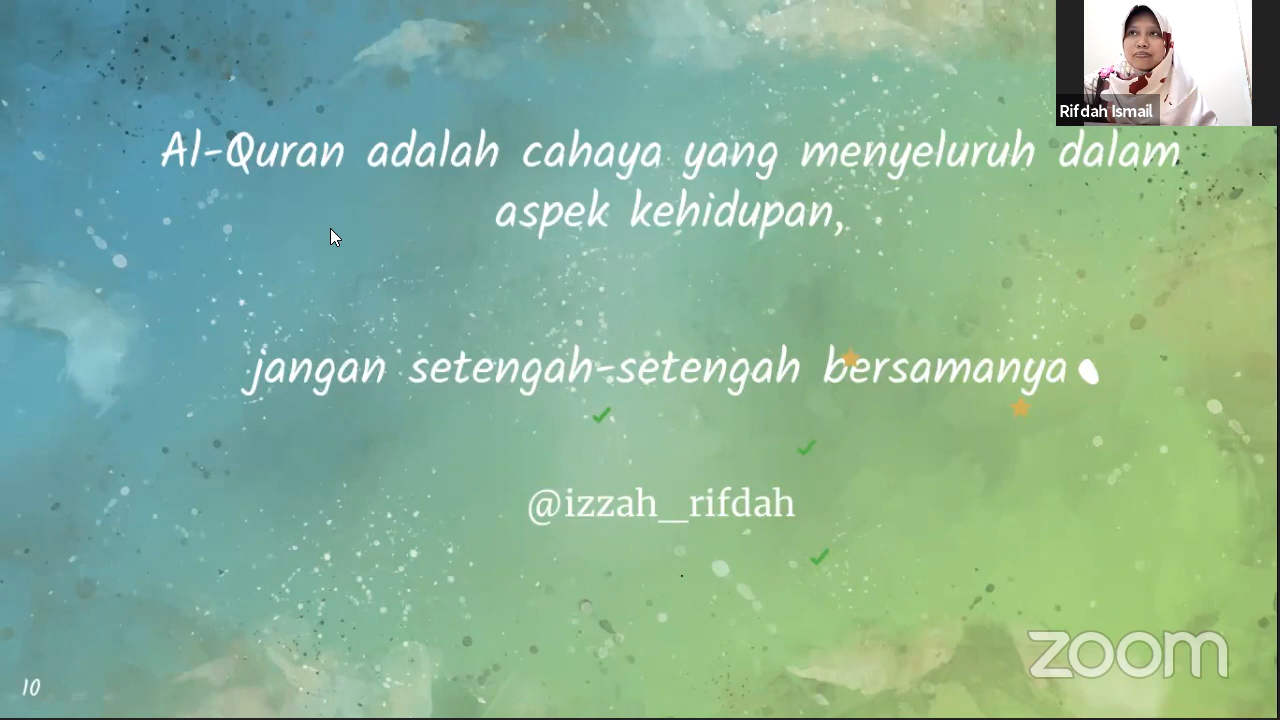 Rifdah Ismail
Al-Quran adalah cahaya yang menyeluruh dalam
aspek kehidupan,
jangan setengah-setengah bersamanya
@izzah_rifdah
zoom
10